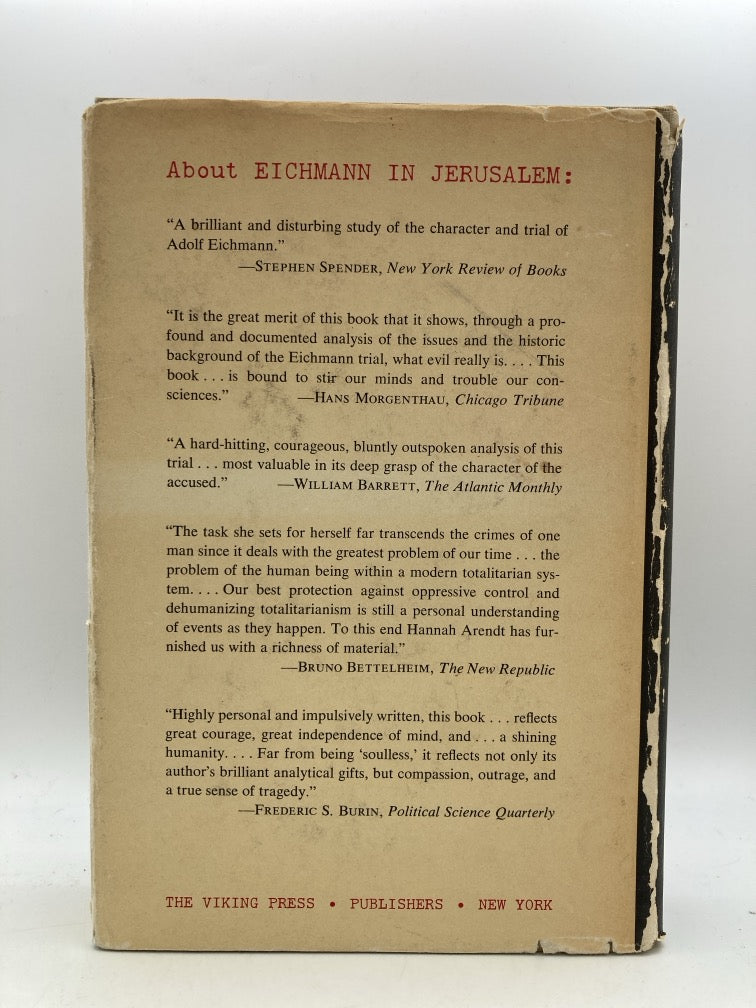 About EICHMANN IN JERUSALEM:
“A brilliant and disturbing study of the character and trial of
Adolf Eichmann.”
—STEPHEN SPENDER, New York Review of Books
“It is the great merit of this book that it shows, through a pro-
found and documented analysis of the issues and the historic
background of the Eichmann trial, what evil really is. . . . This
book . . . is bound to stir our minds and trouble our con-
sciences.” —HANS MORGENTHAU, Chicago Tribune
“A hard-hitting, courageous, bluntly outspoken analysis of this
trial . . . most valuable in its deep grasp of the character of the
accused.” —WILLIAM BARRETT, The Atlantic Monthly
“The task she sets for herself far transcends the crimes of one
man since it deals with the greatest problem of our time . . . the
problem of the human being within a modern totalitarian sys-
tem. . . . Our best protection against oppressive control and
dehumanizing totalitarianism is still a personal understanding
of events as they happen. To this end Hannah Arendt has fur-
nished us with a richness of material.”
—BRUNO BETTELHEIM, The New Republic
“Highly personal and impulsively written, this book . . . reflects
great courage, great independence of mind, and . . . a shining
humanity. . . . Far from being ‘soulless,’ it reflects not only its
author’s brilliant analytical gifts, but compassion, outrage, and
a true sense of tragedy.”
—FREDERIC S. BURIN, Political Science Quarterly
THE VIKING PRESS • PUBLISHERS • NEW YORK